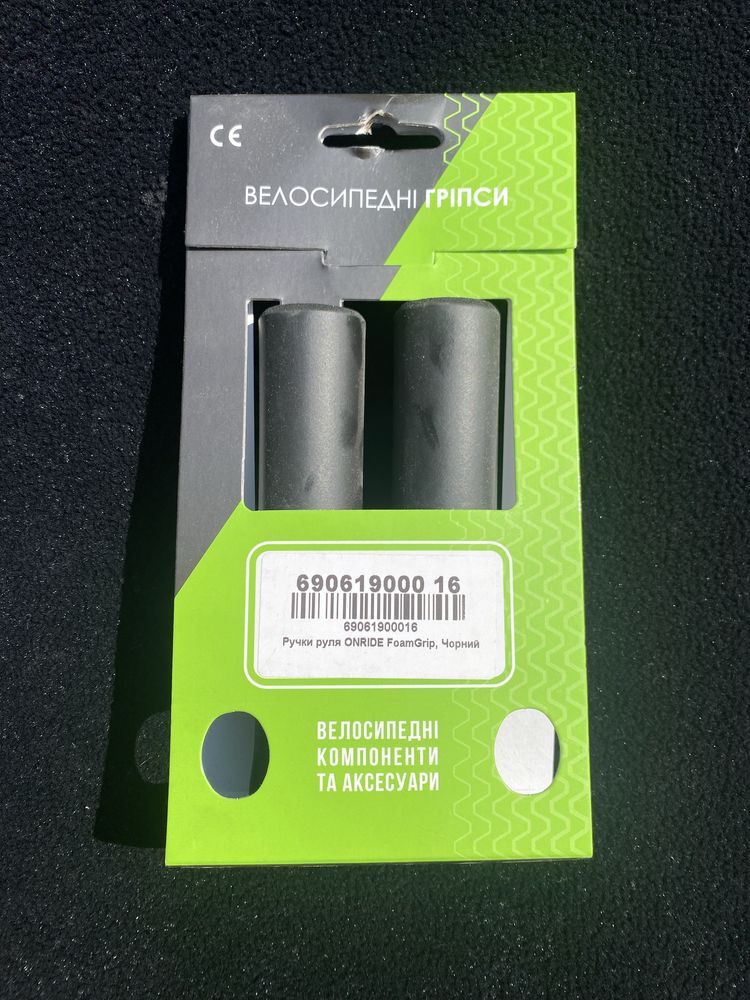 CE
ВЕЛОСИПЕДНІ ГРІПСИ
690619000 16
69061900016
Ручки руля ONRIDE FoamGrip, Чорний
ВЕЛОСИПЕДНІ
КОМПОНЕНТИ
ТА АКСЕСУАРИ